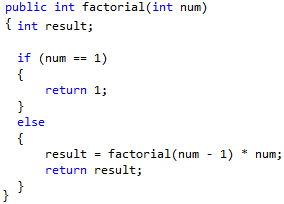 public int factorial(int num)
{ int result;
if (num == 1)
{
return 1;
}
else
{
result = factorial(num - 1) * num;
return result;
}
}